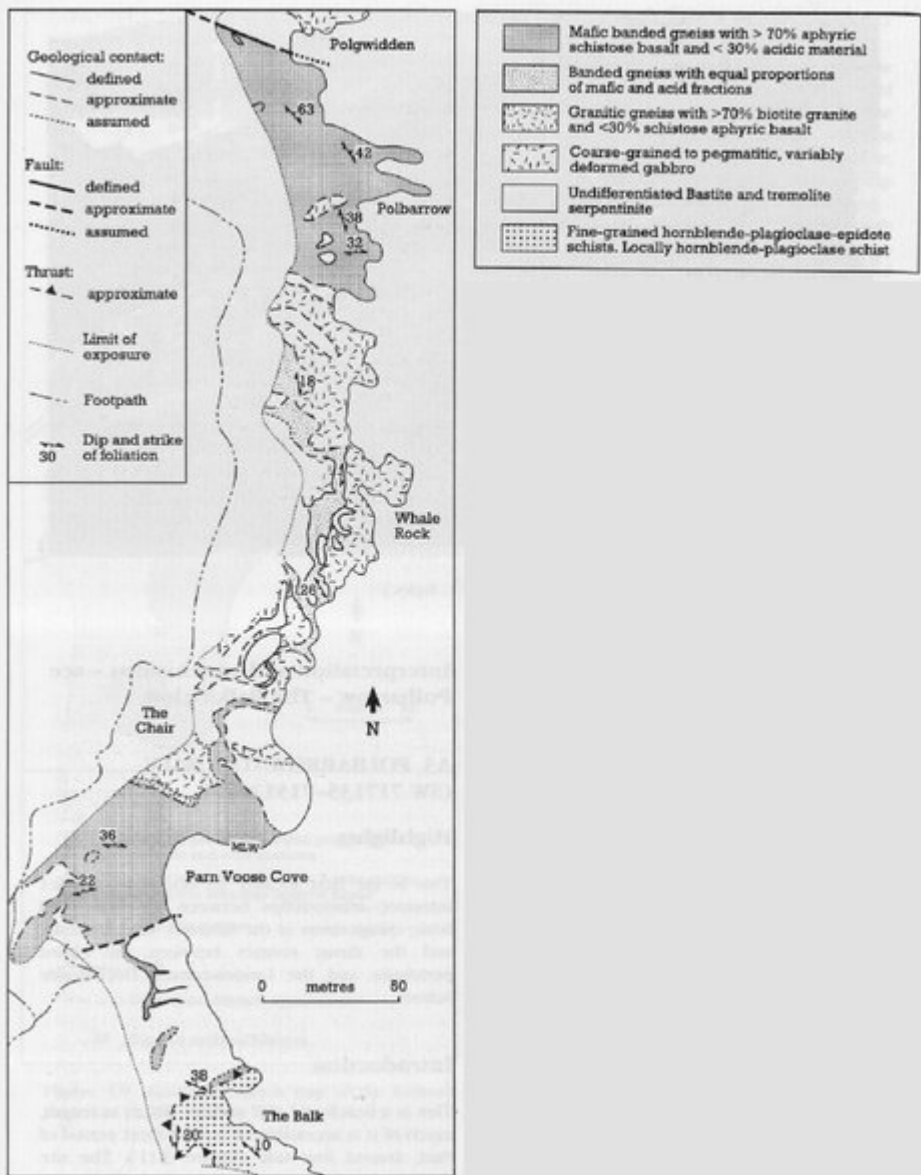 Geological contact:
defined
approximate
assumed
Fault:
defined
approximate
assumed
Thrust:
approximate
Limit of
exposure
Footpath
Dip and strike
of foliation
30
Mafic banded gneiss with > 70% aphyric
schistose basalt and < 30% acidic material
Banded gneiss with equal proportions
of mafic and acid fractions
Granitic gneiss with >70% biotite granite
and <30% schistose aphyric basalt
Coarse-grained to pegmatitic, variably
deformed gabbro
Undifferentiated Bastite and tremolite
serpentinite
Fine-grained hornblende-plagioclase-epidote
schists. Locally hornblende-plagioclase schist
Polgwidden
63
42
Polbarrow
38
32
18
Whale
Rock
26
The
Chair
N
36
MLW
22
Parn Voose Cove
0 metres 50
38
The Balk
20
10